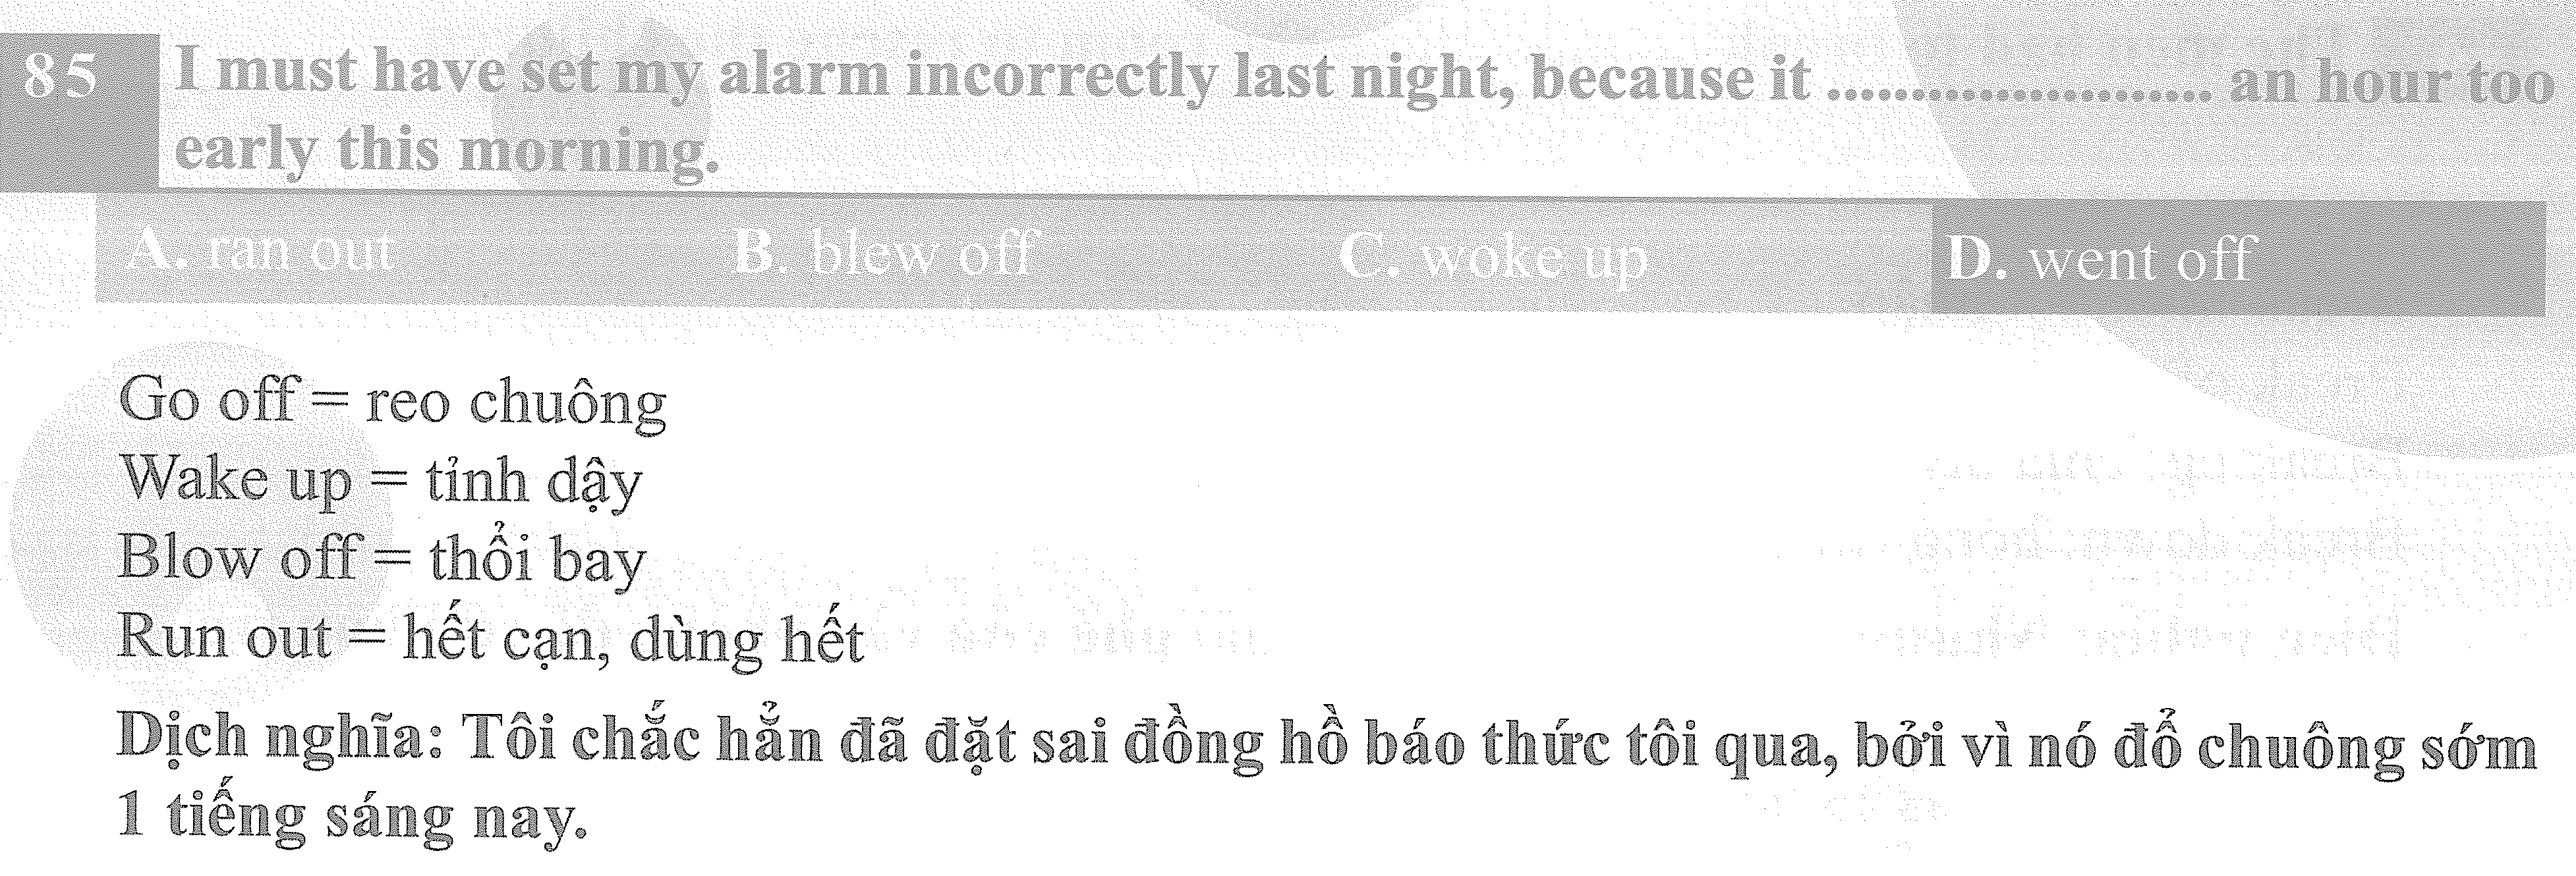 85 I must have set my alarm incorrectly last night, because it ........................ an hour too
early this morning.
A. ran out B. blew off C. woke up D. went off
Go off = reo chuông
Wake up = tỉnh dậy
Blow off = thổi bay
Run out = hết cạn, dùng hết
Dịch nghĩa: Tôi chắc hẳn đã đặt sai đồng hồ báo thức tôi qua, bởi vì nó đổ chuông sớm
1 tiếng sáng nay.